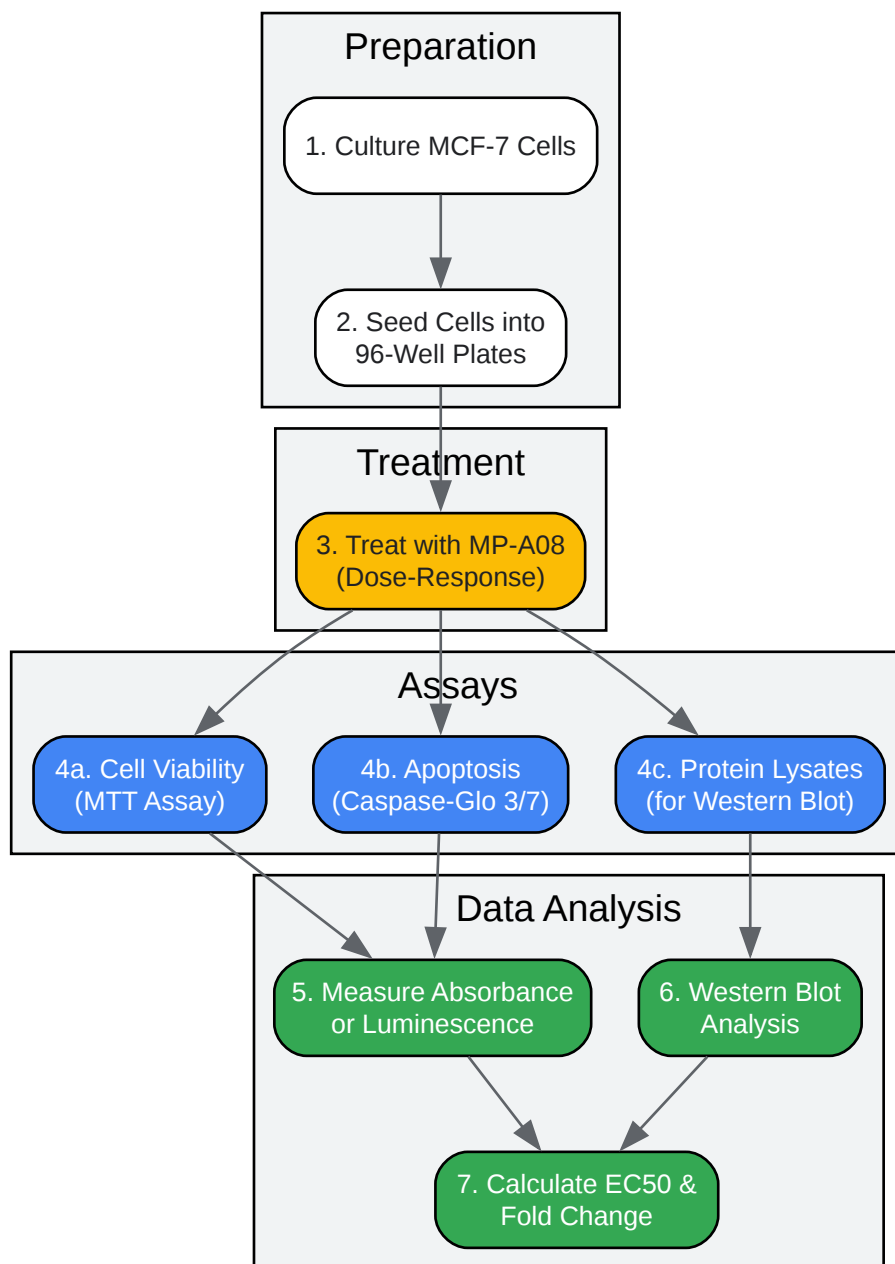 Preparation
1. Culture MCF-7 Cells
2. Seed Cells into
96-Well Plates
Treatment
3. Treat with MP-A08
(Dose-Response)
Assays
4a. Cell Viability
(MTT Assay)
4b. Apoptosis
(Caspase-Glo 3/7)
4c. Protein Lysates
(for Western Blot)
Data Analysis
5. Measure Absorbance
or Luminescence
6. Western Blot
Analysis
7. Calculate EC50 &
Fold Change